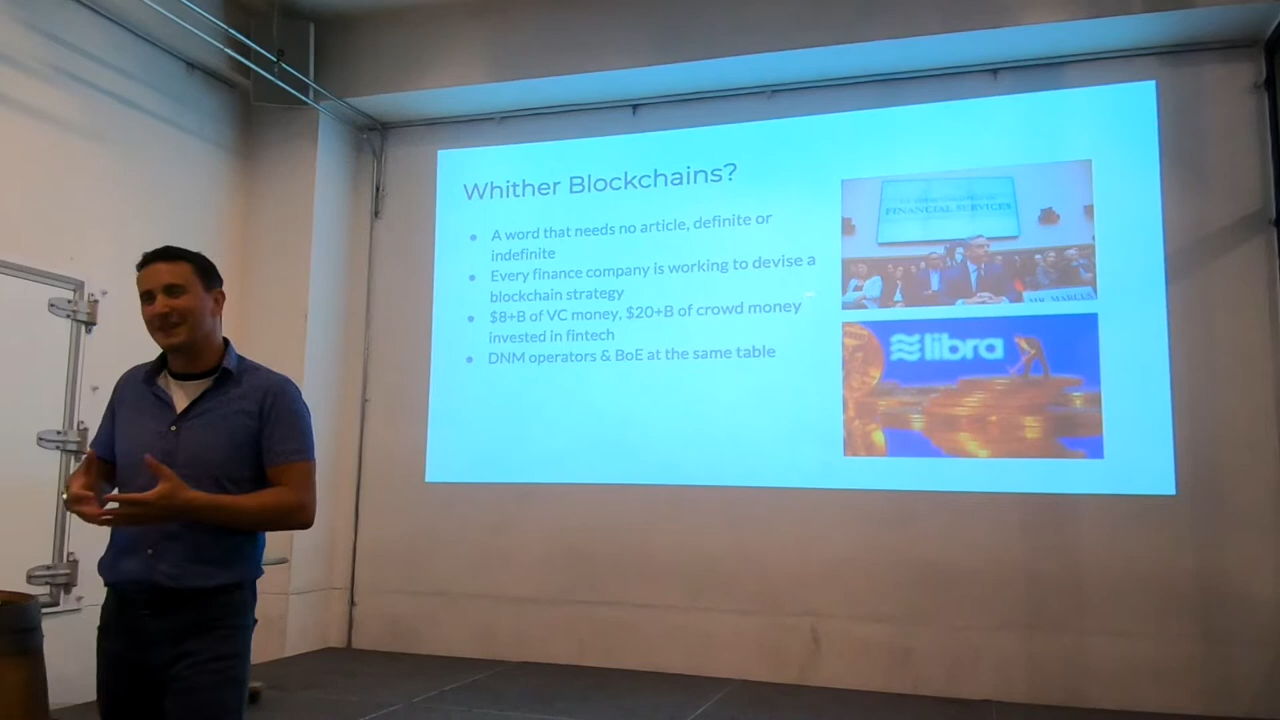 Whither Blockchains?
A word that needs no article, definite or
indefinite
Every finance company is working to devise a
blockchain strategy
$8+B of VC money, $20+B of crowd money
invested in fintech
DNM operators & BoE at the same table
FINANCIAL SERVICES
MR. MARCUS
libra